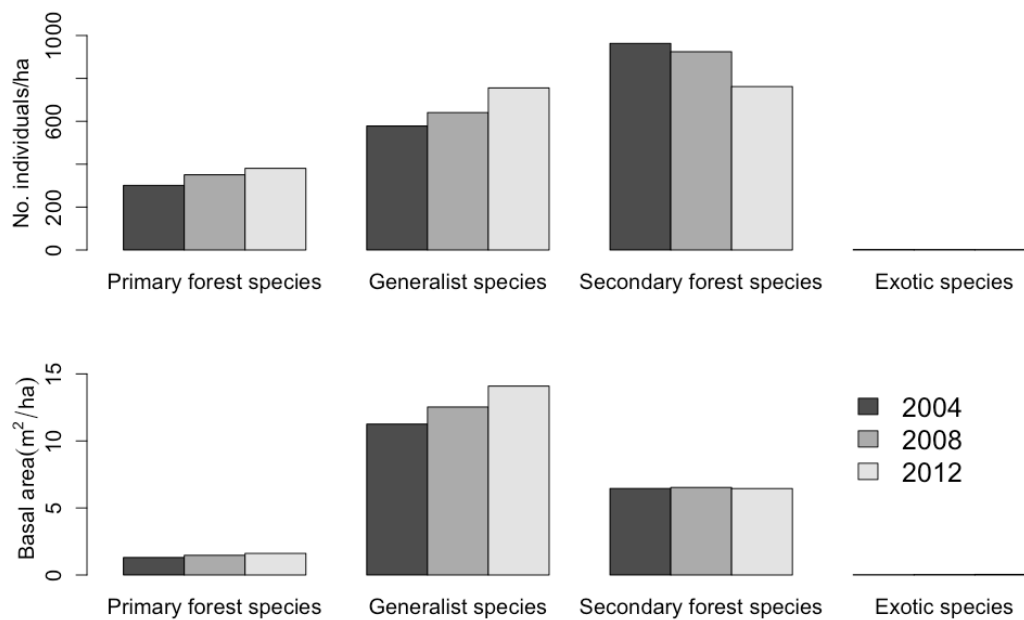 No. individuals/ha
1000
600
200
0
Primary forest species
Generalist species
Secondary forest species
Exotic species
Basal area(m²/ha)
15
10
5
0
2004
2008
2012
Primary forest species
Generalist species
Secondary forest species
Exotic species